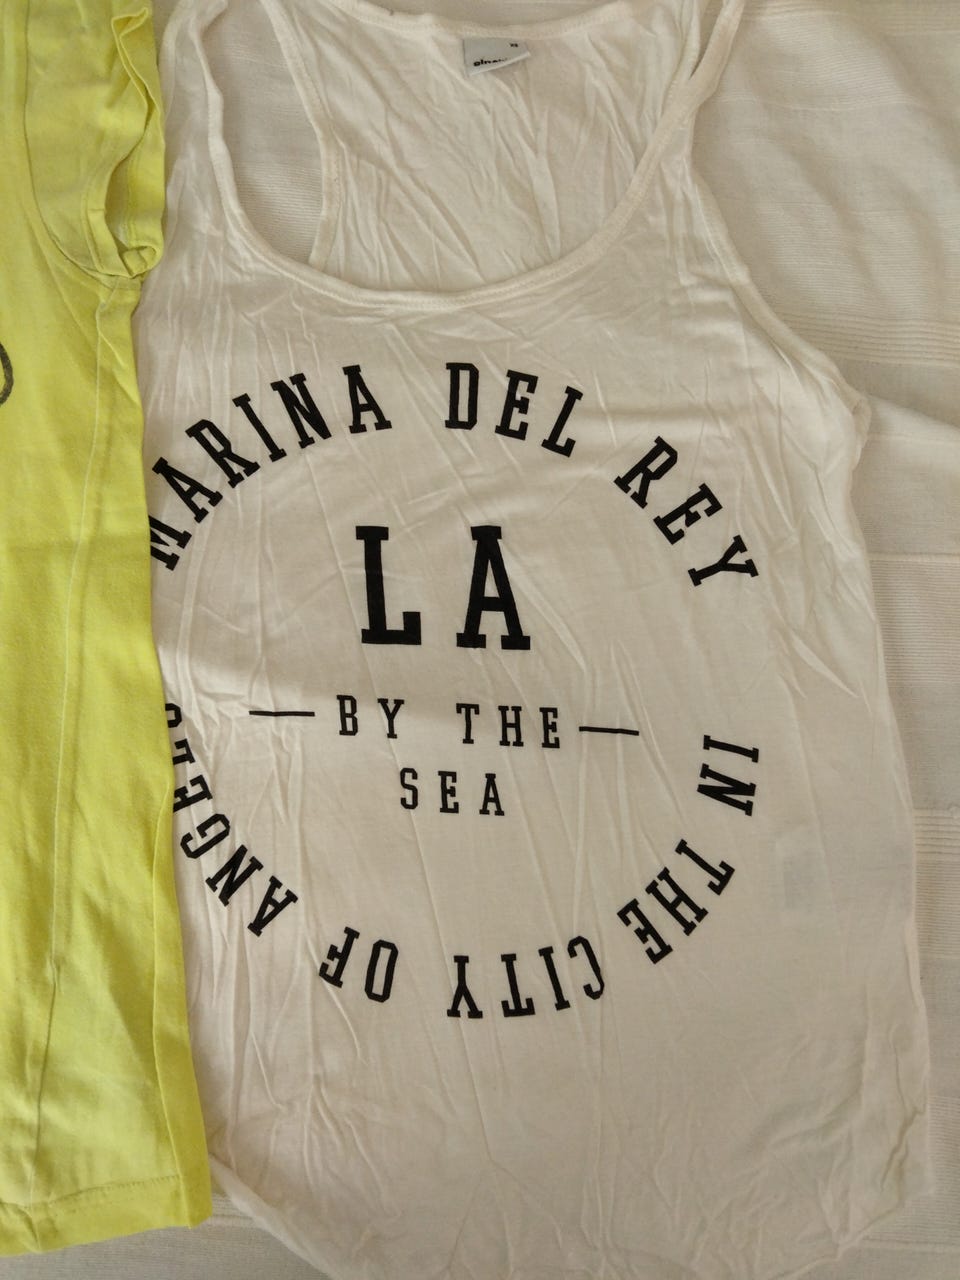 MARINA DEL REY
LA
BY THE
SEA
IN THE CITY OF ANGELS